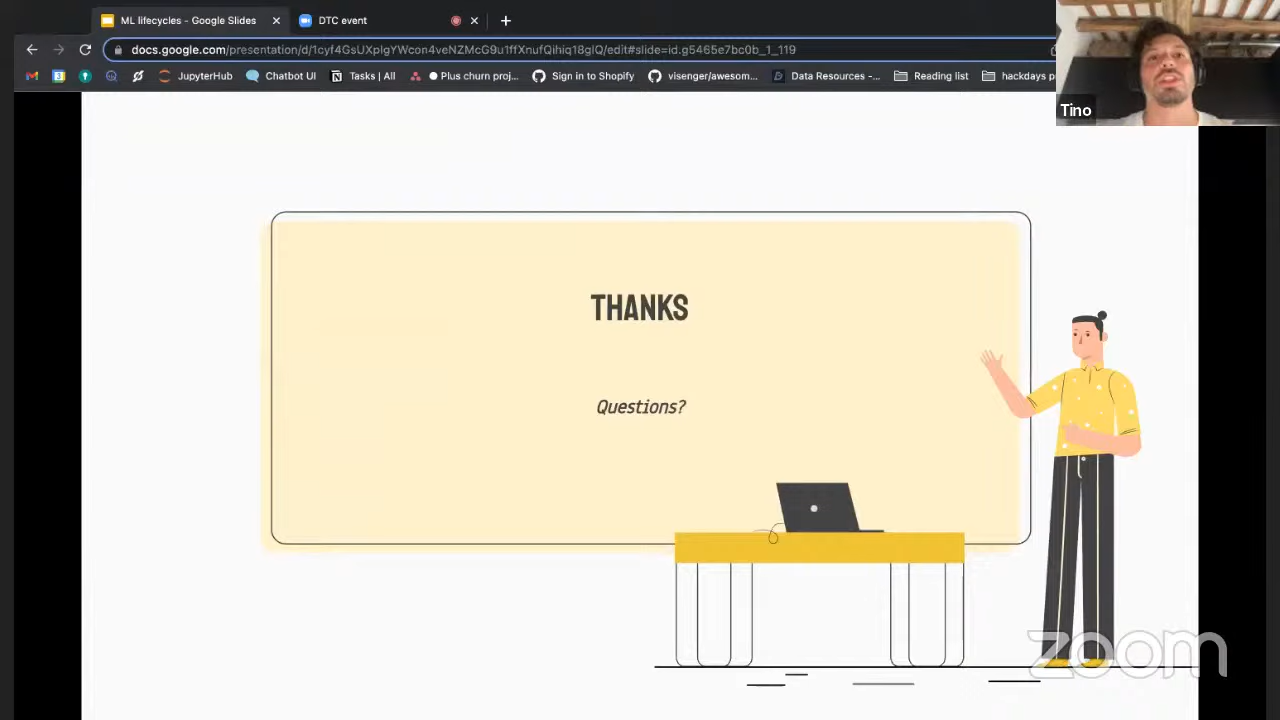 ML lifecycles - Google Slides
DTC event
docs.google.com/presentation/d/1cyf4GsUXplgYWcon4veNZMcG9u1ffXnufQihiq18glQ/edit#slide=id.g5465e7bc0b_1_119
JupyterHub
Chatbot UI
Tasks | All
Plus churn proj...
Sign in to Shopify
visenger/awesom...
Data Resources -...
Reading list
hackdays p
Tino
THANKS
Questions?
zoom